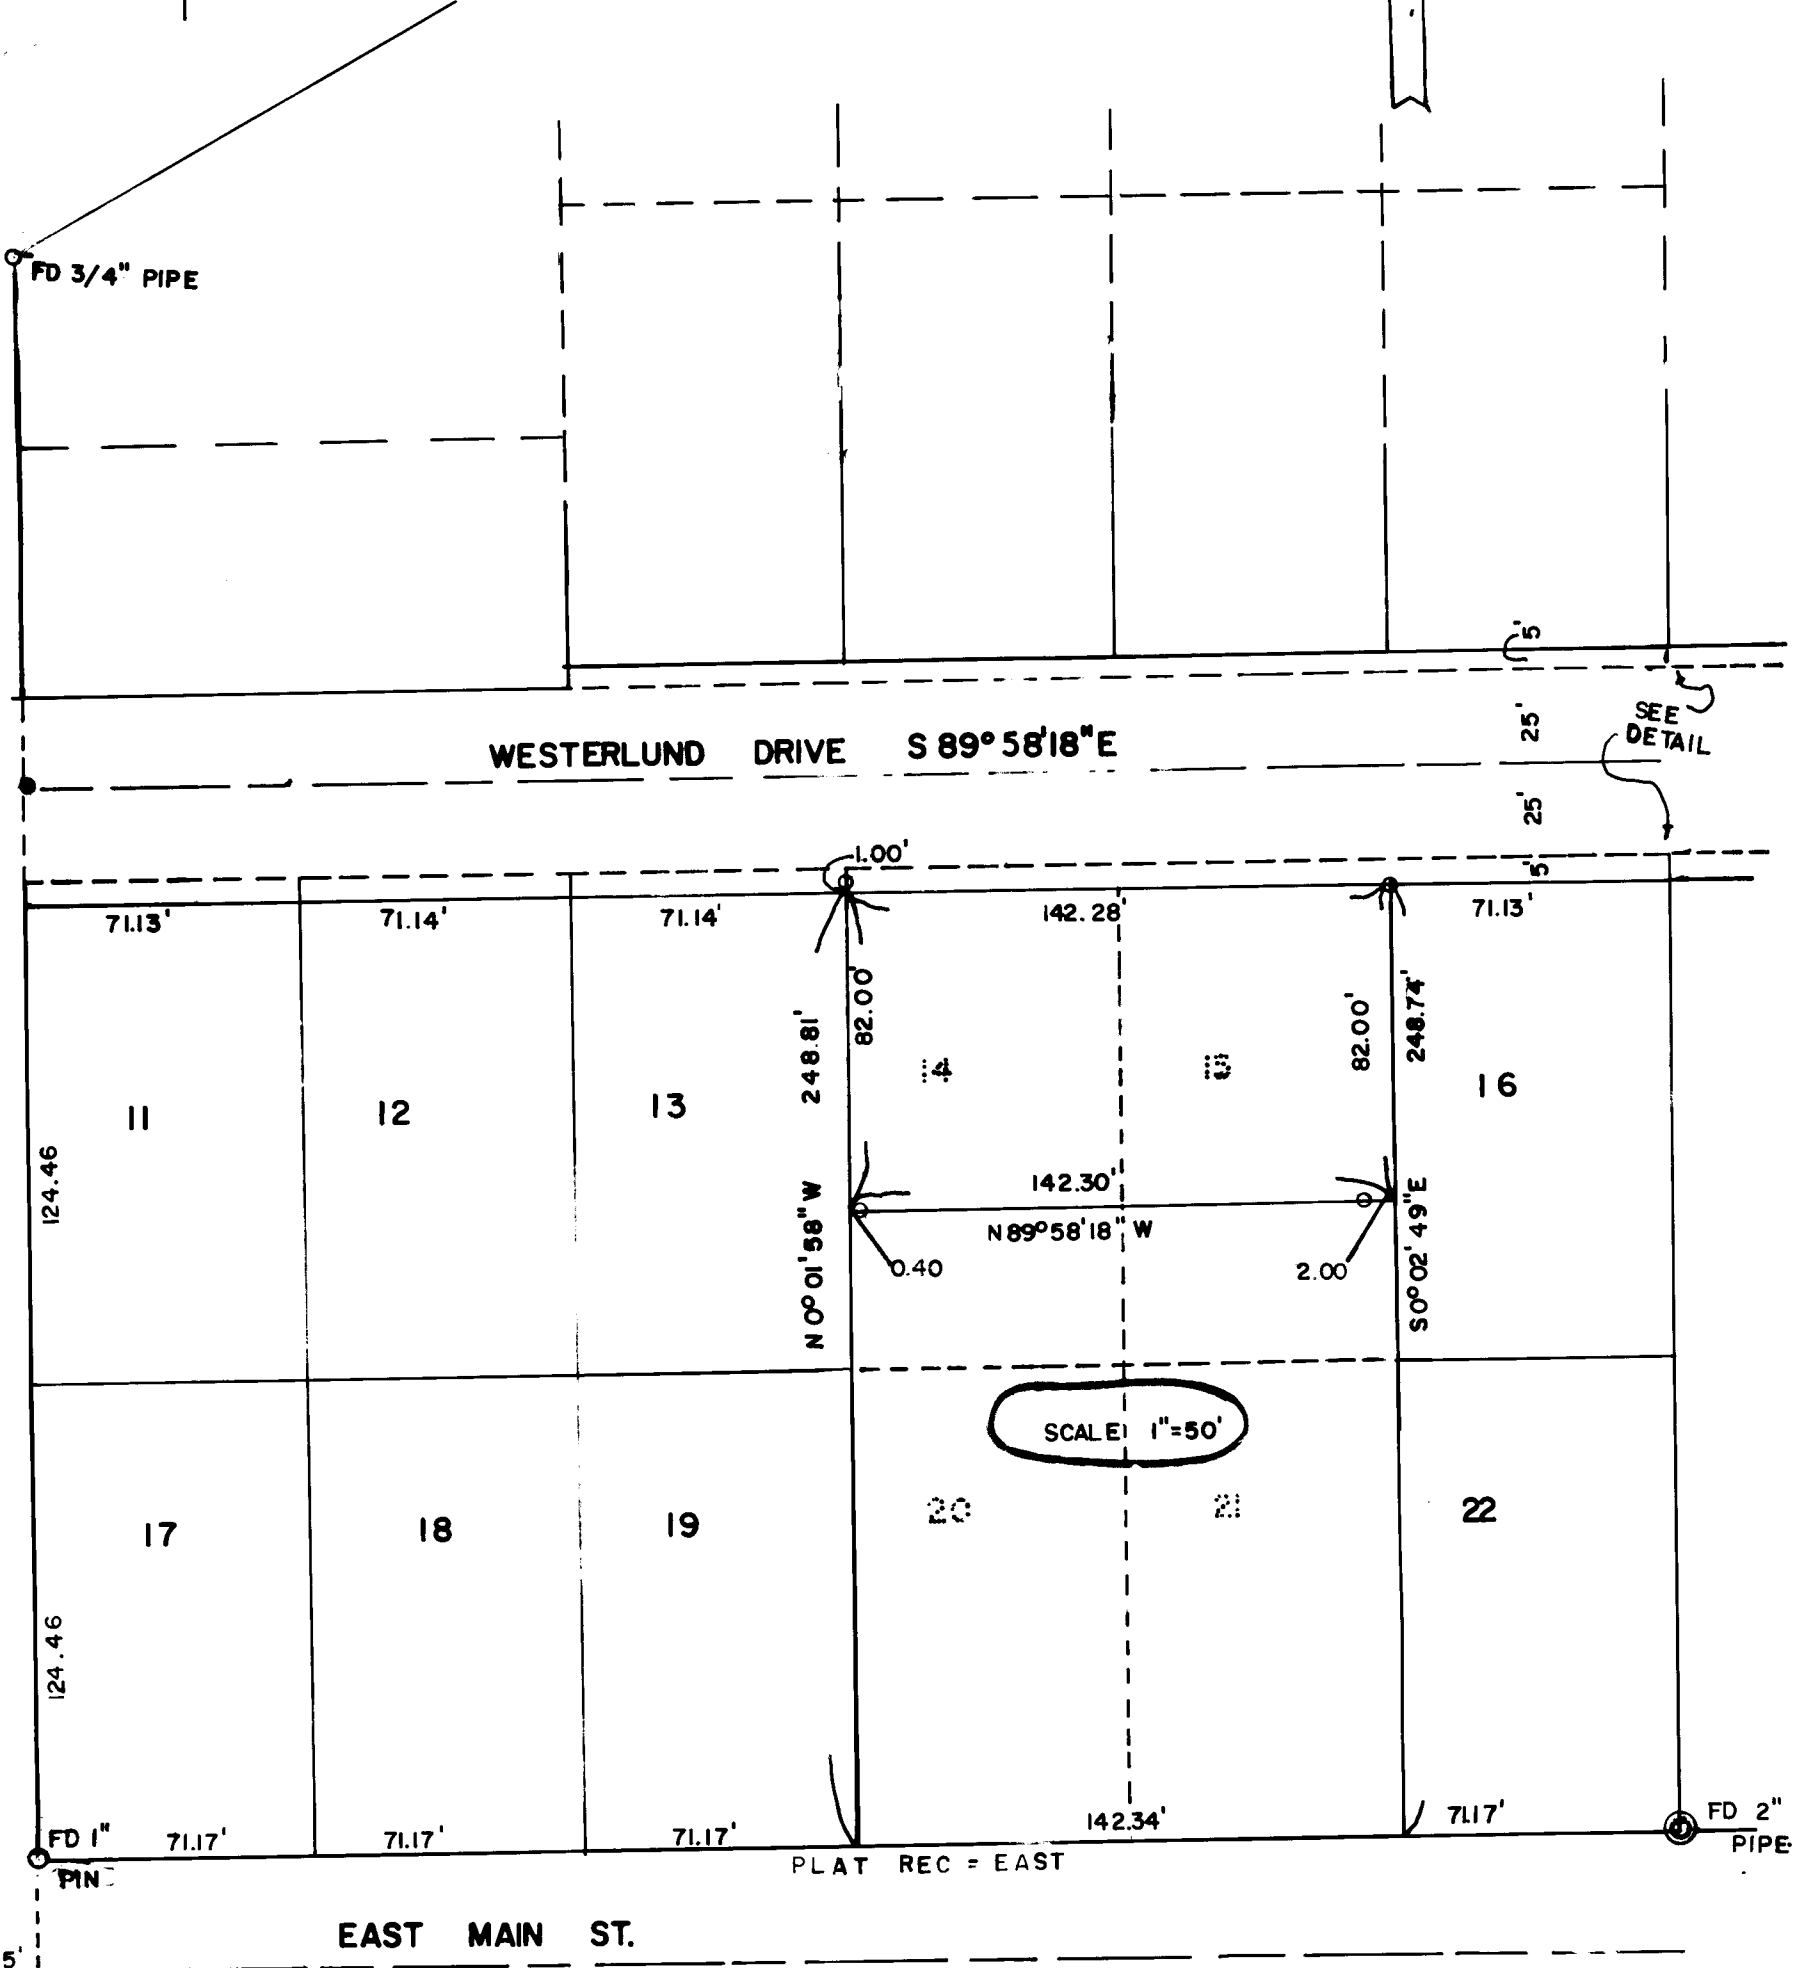 FD 3/4" PIPE
5'
25'
SEE
DETAIL
WESTERLUND DRIVE S 89° 58'18" E
25'
1.00'
5'
71.13'
71.14'
71.14'
142.28'
71.13'
248.81'
82.00'
82.00'
248.74'
14
15
11
12
13
16
124.46
142.30'
N 89° 58' 18" W
N 0° 01' 58" W
S 0° 02' 49" E
0.40
2.00
SCALE 1"=50'
17
18
19
20
21
22
124.46
FD 1"
PIN
71.17'
71.17'
71.17'
142.34'
71.17'
FD 2"
PIPE
PLAT REC = EAST
EAST MAIN ST.
5'